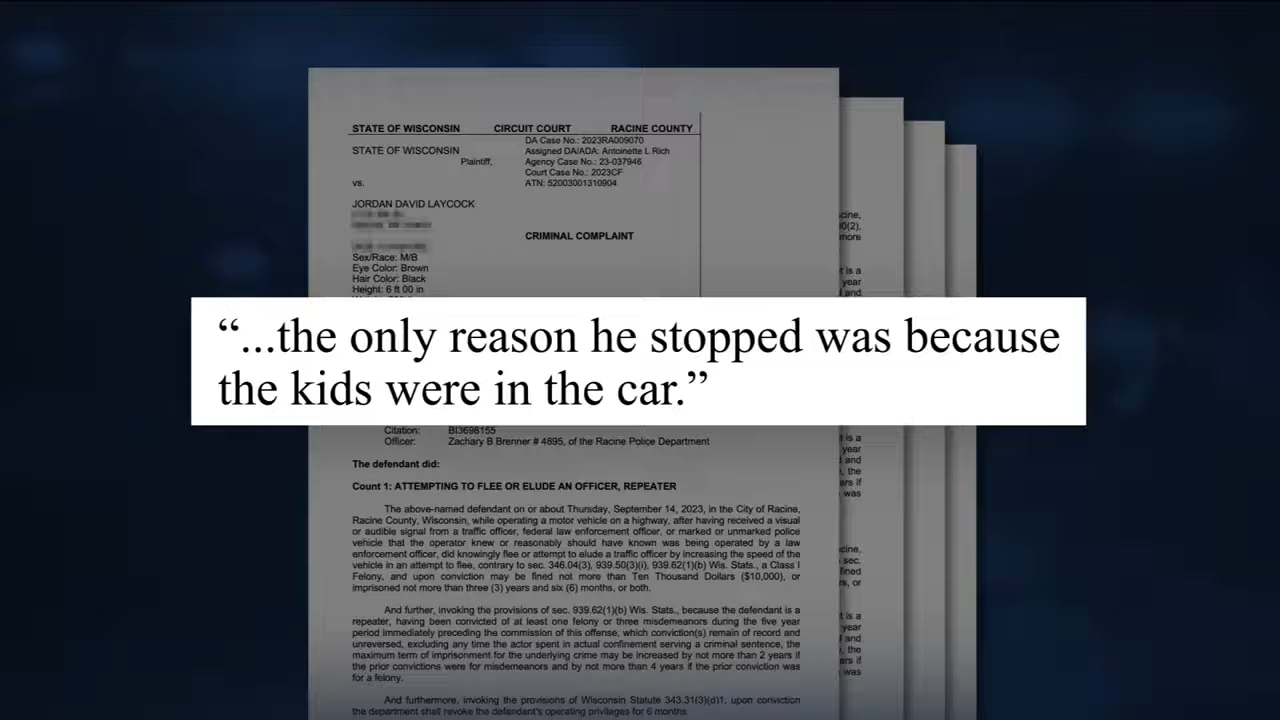 STATE OF WISCONSIN CIRCUIT COURT RACINE COUNTY
DA Case No.: 2023RA009070
STATE OF WISCONSIN Assigned DA/ADA: Antoinette L Rich
Plaintiff, Agency Case No.: 23-037946
Court Case No.: 2023CF
vs. ATN: 52003001310904
JORDAN DAVID LAYCOCK
CRIMINAL COMPLAINT
Sex/Race: M/B
Eye Color: Brown
Hair Color: Black
Height: 6 ft 00 in
“...the only reason he stopped was because
the kids were in the car.”
Citation: BI3698155
Officer: Zachary B Brenner # 4895, of the Racine Police Department
The defendant did:
Count 1: ATTEMPTING TO FLEE OR ELUDE AN OFFICER, REPEATER
The above-named defendant on or about Thursday, September 14, 2023, in the City of Racine,
Racine County, Wisconsin, while operating a motor vehicle on a highway, after having received a visual
or audible signal from a traffic officer, federal law enforcement officer, or marked or unmarked police
vehicle that the operator knew or reasonably should have known was being operated by a law
enforcement officer, did knowingly flee or attempt to elude a traffic officer by increasing the speed of the
vehicle in an attempt to flee, contrary to sec. 346.04(3), 939.50(3)(i), 939.62(1)(b) Wis. Stats., a Class I
Felony, and upon conviction may be fined not more than Ten Thousand Dollars ($10,000), or
imprisoned not more than three (3) years and six (6) months, or both.
And further, invoking the provisions of sec. 939.62(1)(b) Wis. Stats., because the defendant is a
repeater, having been convicted of at least one felony or three misdemeanors during the five year
period immediately preceding the commission of this offense, which conviction(s) remain of record and
unreversed, excluding any time the actor spent in actual confinement serving a criminal sentence, the
maximum term of imprisonment for the underlying crime may be increased by not more than 2 years if
the prior convictions were for misdemeanors and by not more than 4 years if the prior conviction was
for a felony.
And furthermore, invoking the provisions of Wisconsin Statute 343.31(3)(d)1, upon conviction
the department shall revoke the defendant's operating privileges for 6 months.